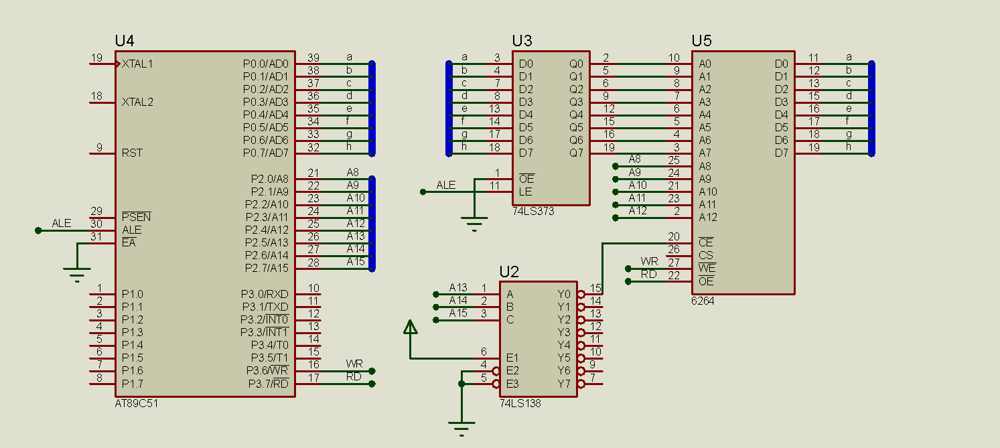 U4
19 XTAL1
18 XTAL2
9 RST
29 PSEN
ALE 30 ALE
31 EA
1 P1.0
2 P1.1
3 P1.2
4 P1.3
5 P1.4
6 P1.5
7 P1.6
8 P1.7
P0.0/AD0 39 a
P0.1/AD1 38 b
P0.2/AD2 37 c
P0.3/AD3 36 d
P0.4/AD4 35 e
P0.5/AD5 34 f
P0.6/AD6 33 g
P0.7/AD7 32 h
P2.0/A8 21 A8
P2.1/A9 22 A9
P2.2/A10 23 A10
P2.3/A11 24 A11
P2.4/A12 25 A12
P2.5/A13 26 A13
P2.6/A14 27 A14
P2.7/A15 28 A15
P3.0/RXD 10
P3.1/TXD 11
P3.2/INT0 12
P3.3/INT1 13
P3.4/T0 14
P3.5/T1 15
P3.6/WR 16 WR
P3.7/RD 17 RD
AT89C51
U3
a 3 D0 Q0 2
b 4 D1 Q1 5
c 7 D2 Q2 6
d 8 D3 Q3 9
e 13 D4 Q4 12
f 14 D5 Q5 15
g 17 D6 Q6 16
h 18 D7 Q7 19
1 OE
ALE 11 LE
74LS373
U2
A13 1 A Y0 15
A14 2 B Y1 14
A15 3 C Y2 13
Y3 12
Y4 11
6 E1 Y5 10
4 E2 Y6 9
5 E3 Y7 7
74LS138
U5
10 A0 D0 11 a
9 A1 D1 12 b
8 A2 D2 13 c
7 A3 D3 15 d
6 A4 D4 16 e
5 A5 D5 17 f
4 A6 D6 18 g
3 A7 D7 19 h
A8 25 A8
A9 24 A9
A10 21 A10
A11 23 A11
A12 2 A12
20 CE
26 CS
WR 27 WE
RD 22 OE
6264